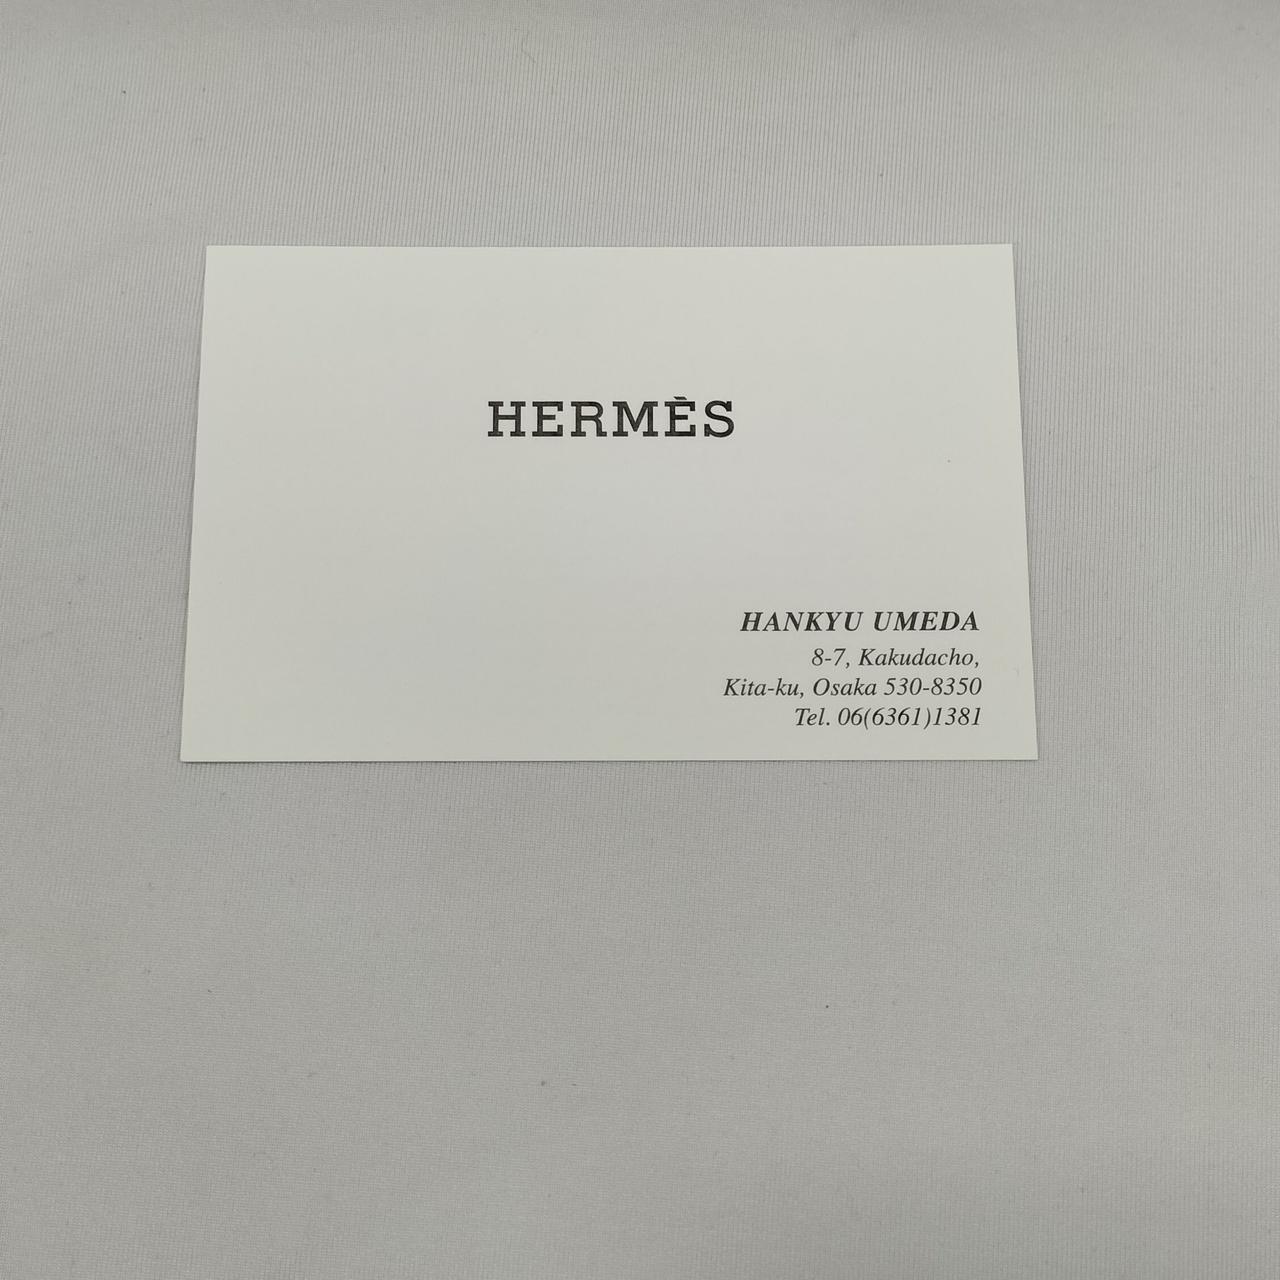 HERMÈS
HANKYU UMEDA
8-7, Kakudacho,
Kita-ku, Osaka 530-8350
Tel. 06(6361)1381